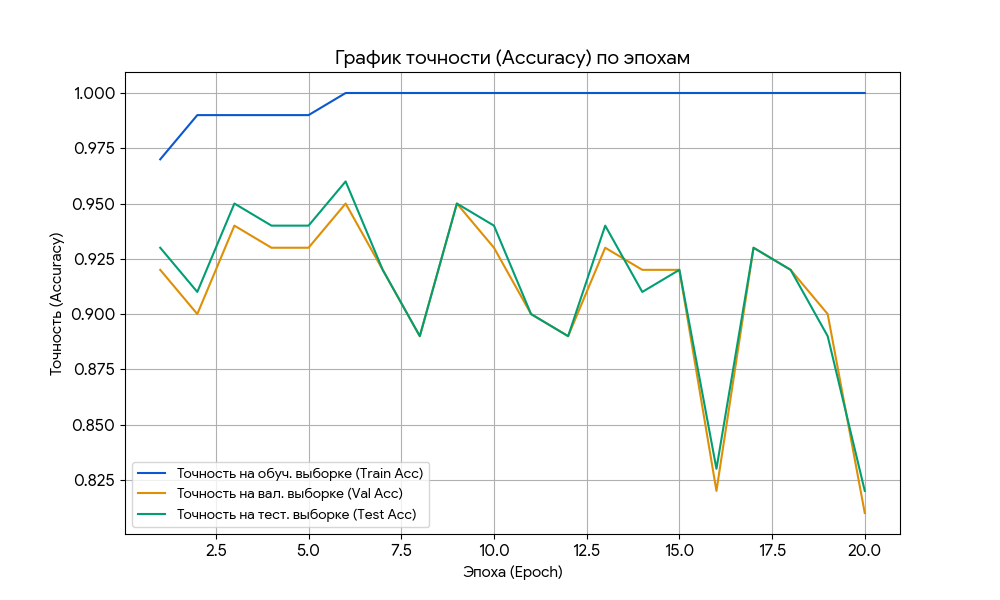 График точности (Accuracy) по эпохам
Точность (Accuracy)
1.000
0.975
0.950
0.925
0.900
0.875
0.850
0.825
Точность на обуч. выборке (Train Acc)
Точность на вал. выборке (Val Acc)
Точность на тест. выборке (Test Acc)
2.5 5.0 7.5 10.0 12.5 15.0 17.5 20.0
Эпоха (Epoch)